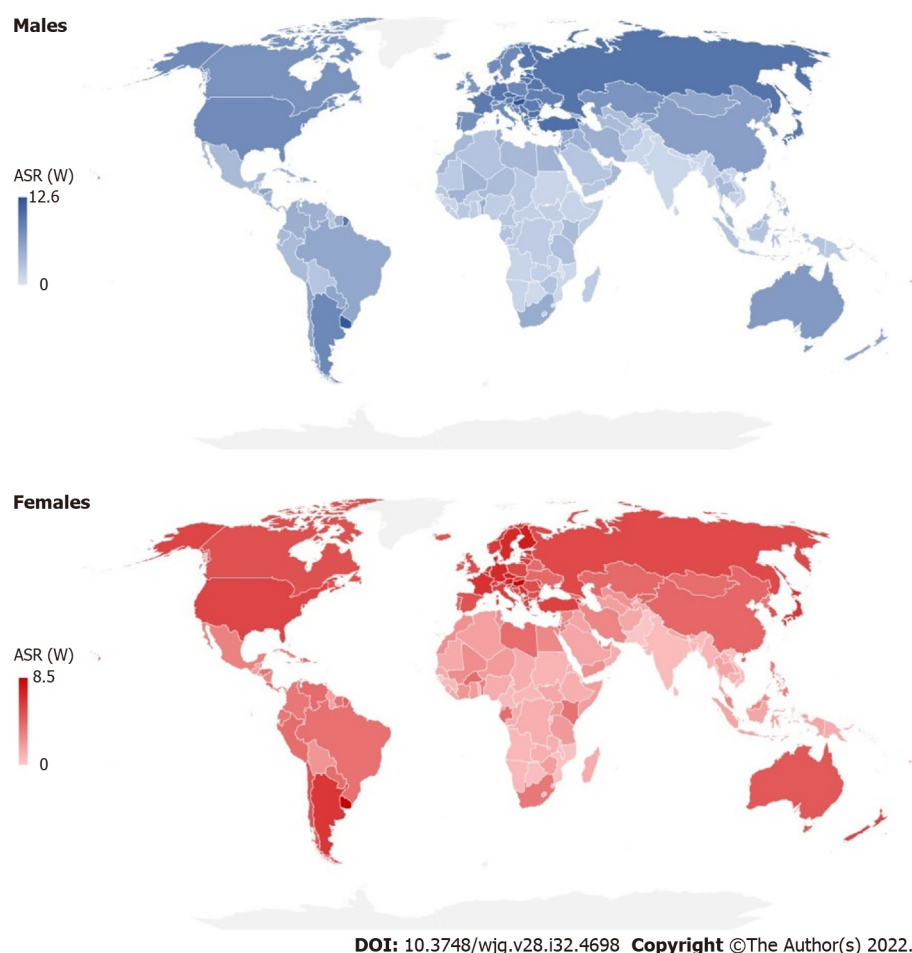 Males
ASR (W)
12.6
0
Females
ASR (W)
8.5
0
DOI: 10.3748/wjg.v28.i32.4698 Copyright ©The Author(s) 2022.